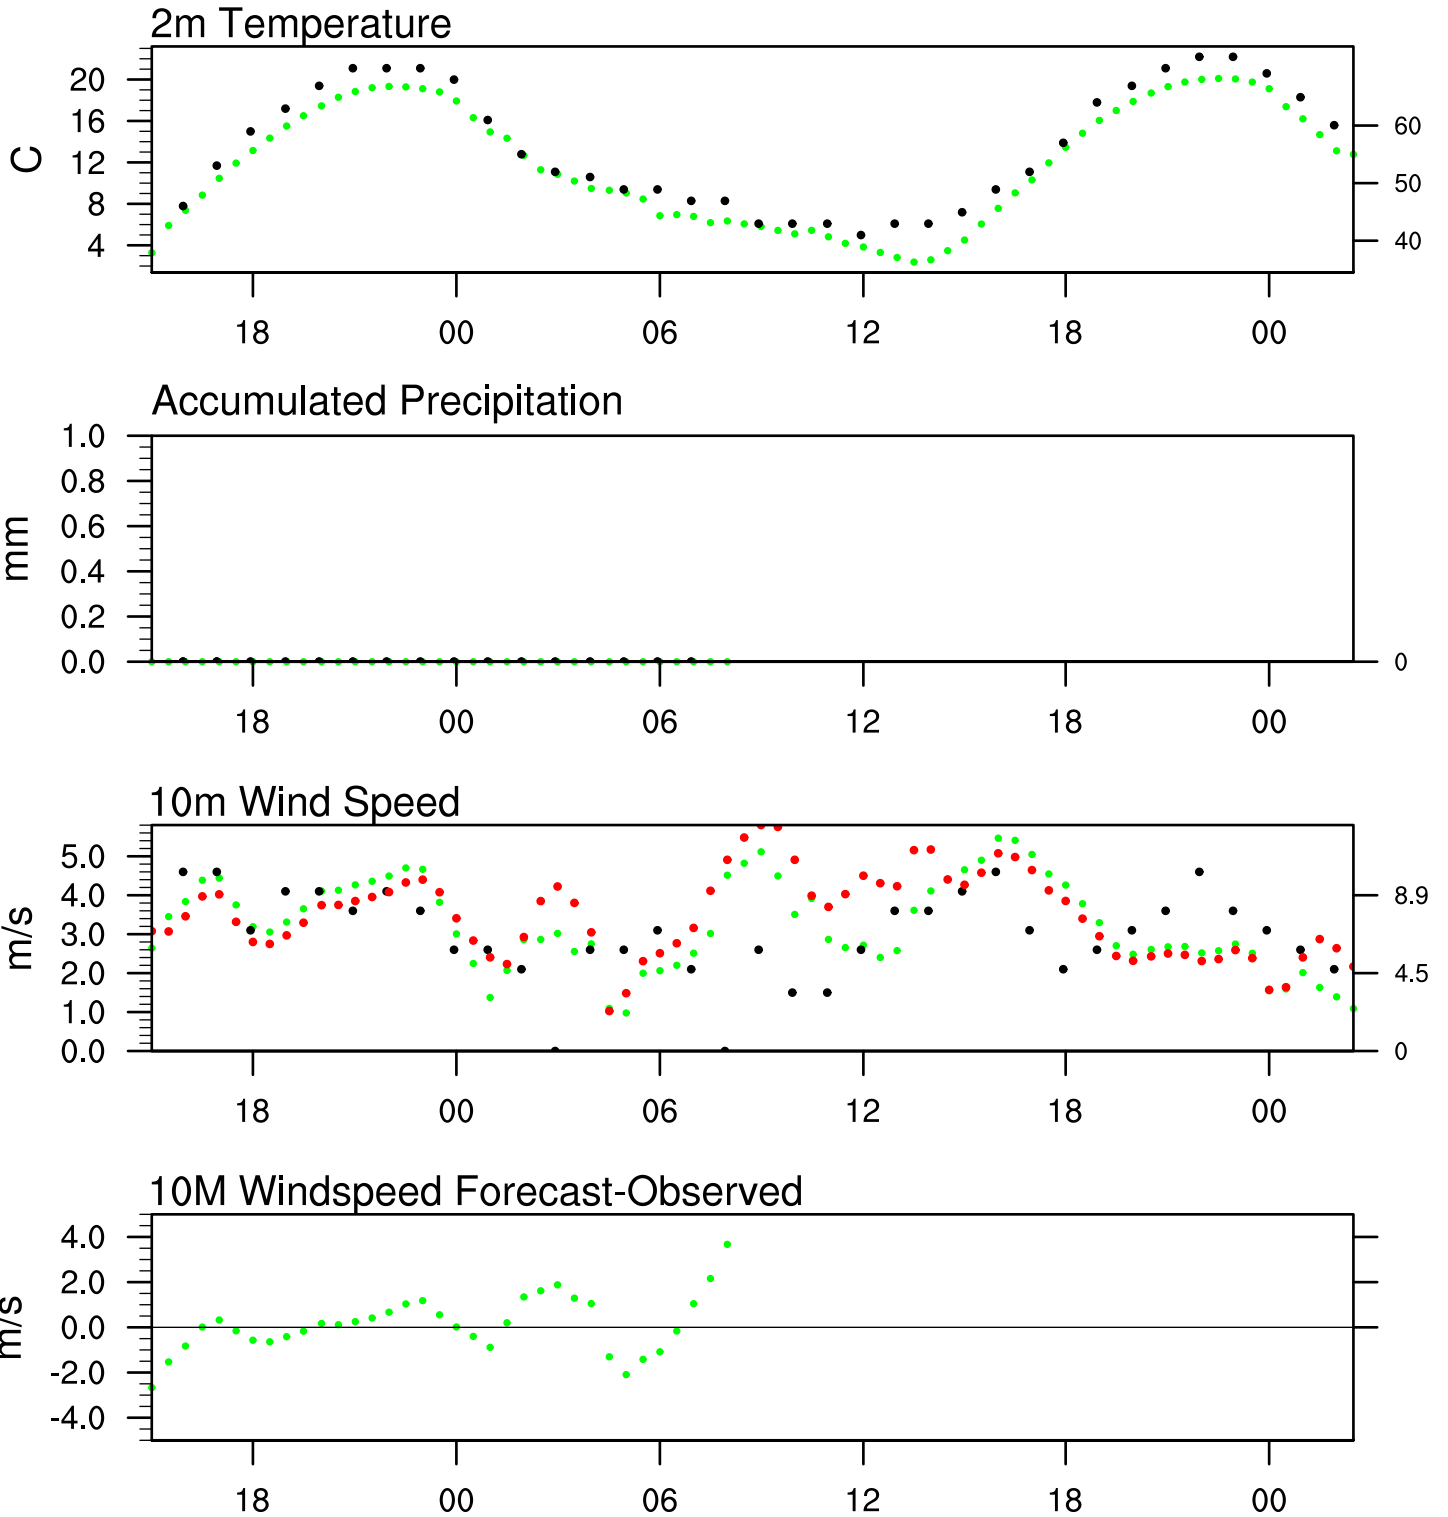 2m Temperature
C
20
16
12
8
4
60
50
40
18 00 06 12 18 00
Accumulated Precipitation
mm
1.0
0.8
0.6
0.4
0.2
0.0
0
18 00 06 12 18 00
10m Wind Speed
m/s
5.0
4.0
3.0
2.0
1.0
0.0
8.9
4.5
0
18 00 06 12 18 00
10M Windspeed Forecast-Observed
m/s
4.0
2.0
0.0
-2.0
-4.0
18 00 06 12 18 00